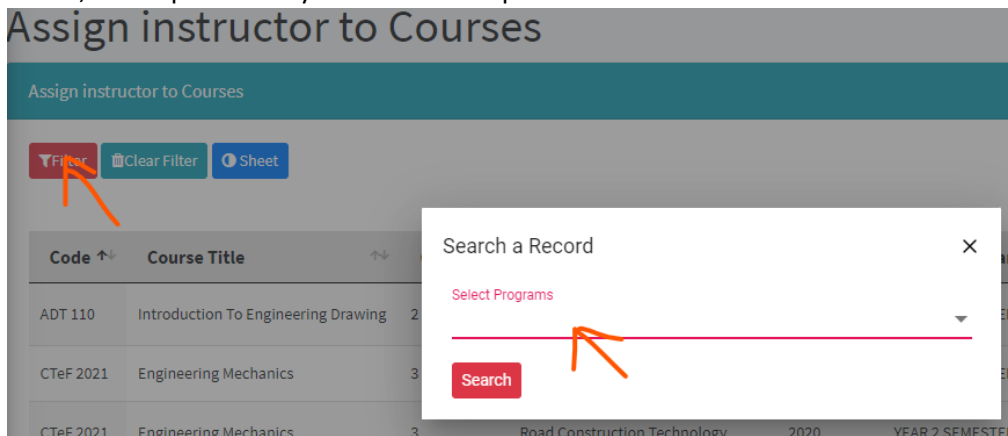 Assign instructor to Courses
Assign instructor to Courses
Filter Clear Filter Sheet
Code Course Title
Search a Record
Select Programs
Search
ADT 110 Introduction To Engineering Drawing 2
CTeF 2021 Engineering Mechanics 3
CTeF 2021 Engineering Mechanics 3 Road Construction Technology 2020 YEAR 2 SEMESTE